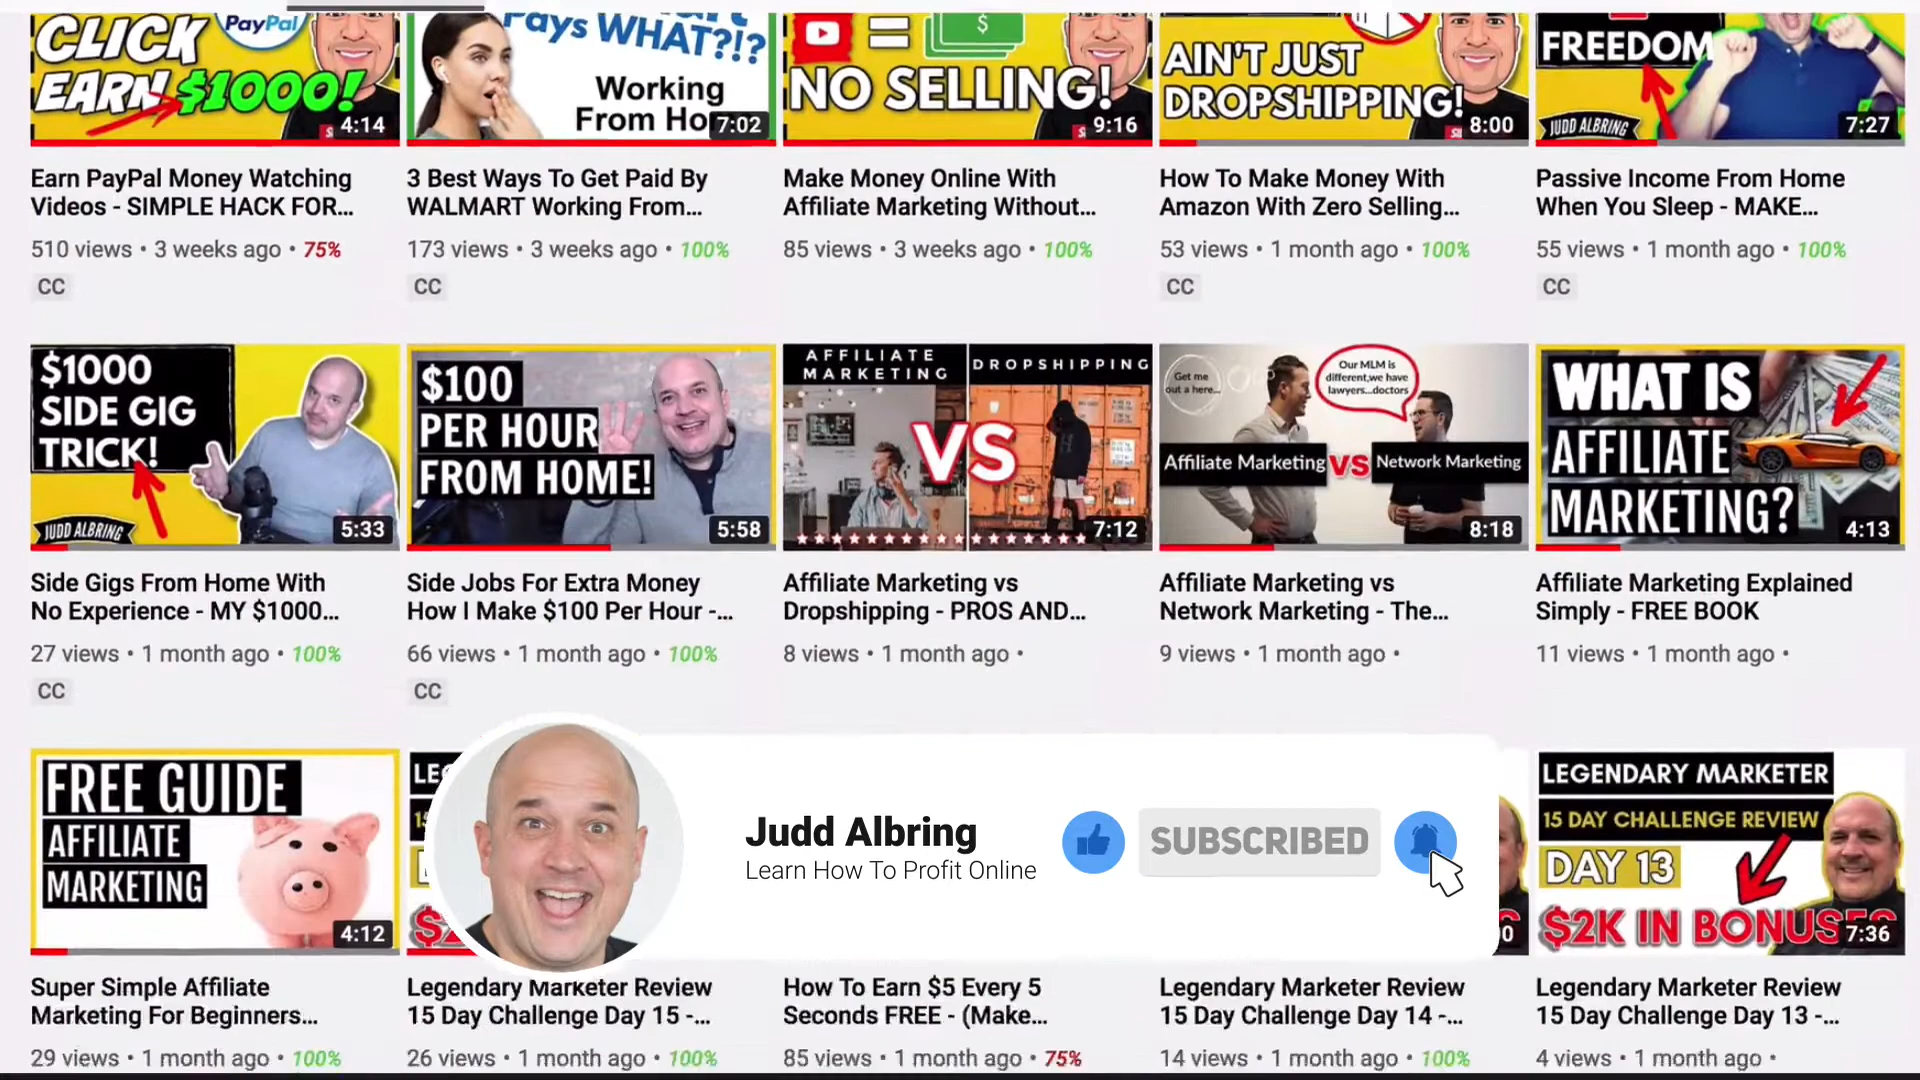 CLICK
PayPal
EARN $1000!
4:14
Pays WHAT?!?
Working
From Ho
7:02
$
NO SELLING!
9:16
AIN'T JUST
DROPSHIPPING!
8:00
FREEDOM
JUDD ALBRING
7:27
Earn PayPal Money Watching
Videos - SIMPLE HACK FOR...
510 views • 3 weeks ago • 75%
CC
3 Best Ways To Get Paid By
WALMART Working From...
173 views • 3 weeks ago • 100%
CC
Make Money Online With
Affiliate Marketing Without...
85 views • 3 weeks ago • 100%
How To Make Money With
Amazon With Zero Selling...
53 views • 1 month ago • 100%
CC
Passive Income From Home
When You Sleep - MAKE...
55 views • 1 month ago • 100%
CC
$1000
SIDE GIG
TRICK!
JUDD ALBRING
5:33
$100
PER HOUR
FROM HOME!
5:58
AFFILIATE
MARKETING
DROPSHIPPING
VS
7:12
Get me
out a here...
Our MLM is
different,we have
lawyers...doctors
Affiliate Marketing VS Network Marketing
8:18
WHAT IS
AFFILIATE
MARKETING?
4:13
Side Gigs From Home With
No Experience - MY $1000...
27 views • 1 month ago • 100%
CC
Side Jobs For Extra Money
How I Make $100 Per Hour -...
66 views • 1 month ago • 100%
CC
Affiliate Marketing vs
Dropshipping - PROS AND...
8 views • 1 month ago •
Affiliate Marketing vs
Network Marketing - The...
9 views • 1 month ago •
Affiliate Marketing Explained
Simply - FREE BOOK
11 views • 1 month ago •
FREE GUIDE
AFFILIATE
MARKETING
4:12
Judd Albring
Learn How To Profit Online
SUBSCRIBED
LEGENDARY MARKETER
15 DAY CHALLENGE REVIEW
DAY 13
$2K IN BONUSES
7:36
Super Simple Affiliate
Marketing For Beginners...
29 views • 1 month ago • 100%
Legendary Marketer Review
15 Day Challenge Day 15 -...
26 views • 1 month ago • 100%
How To Earn $5 Every 5
Seconds FREE - (Make...
85 views • 1 month ago • 75%
Legendary Marketer Review
15 Day Challenge Day 14 -...
14 views • 1 month ago • 100%
Legendary Marketer Review
15 Day Challenge Day 13 -...
4 views • 1 month ago •